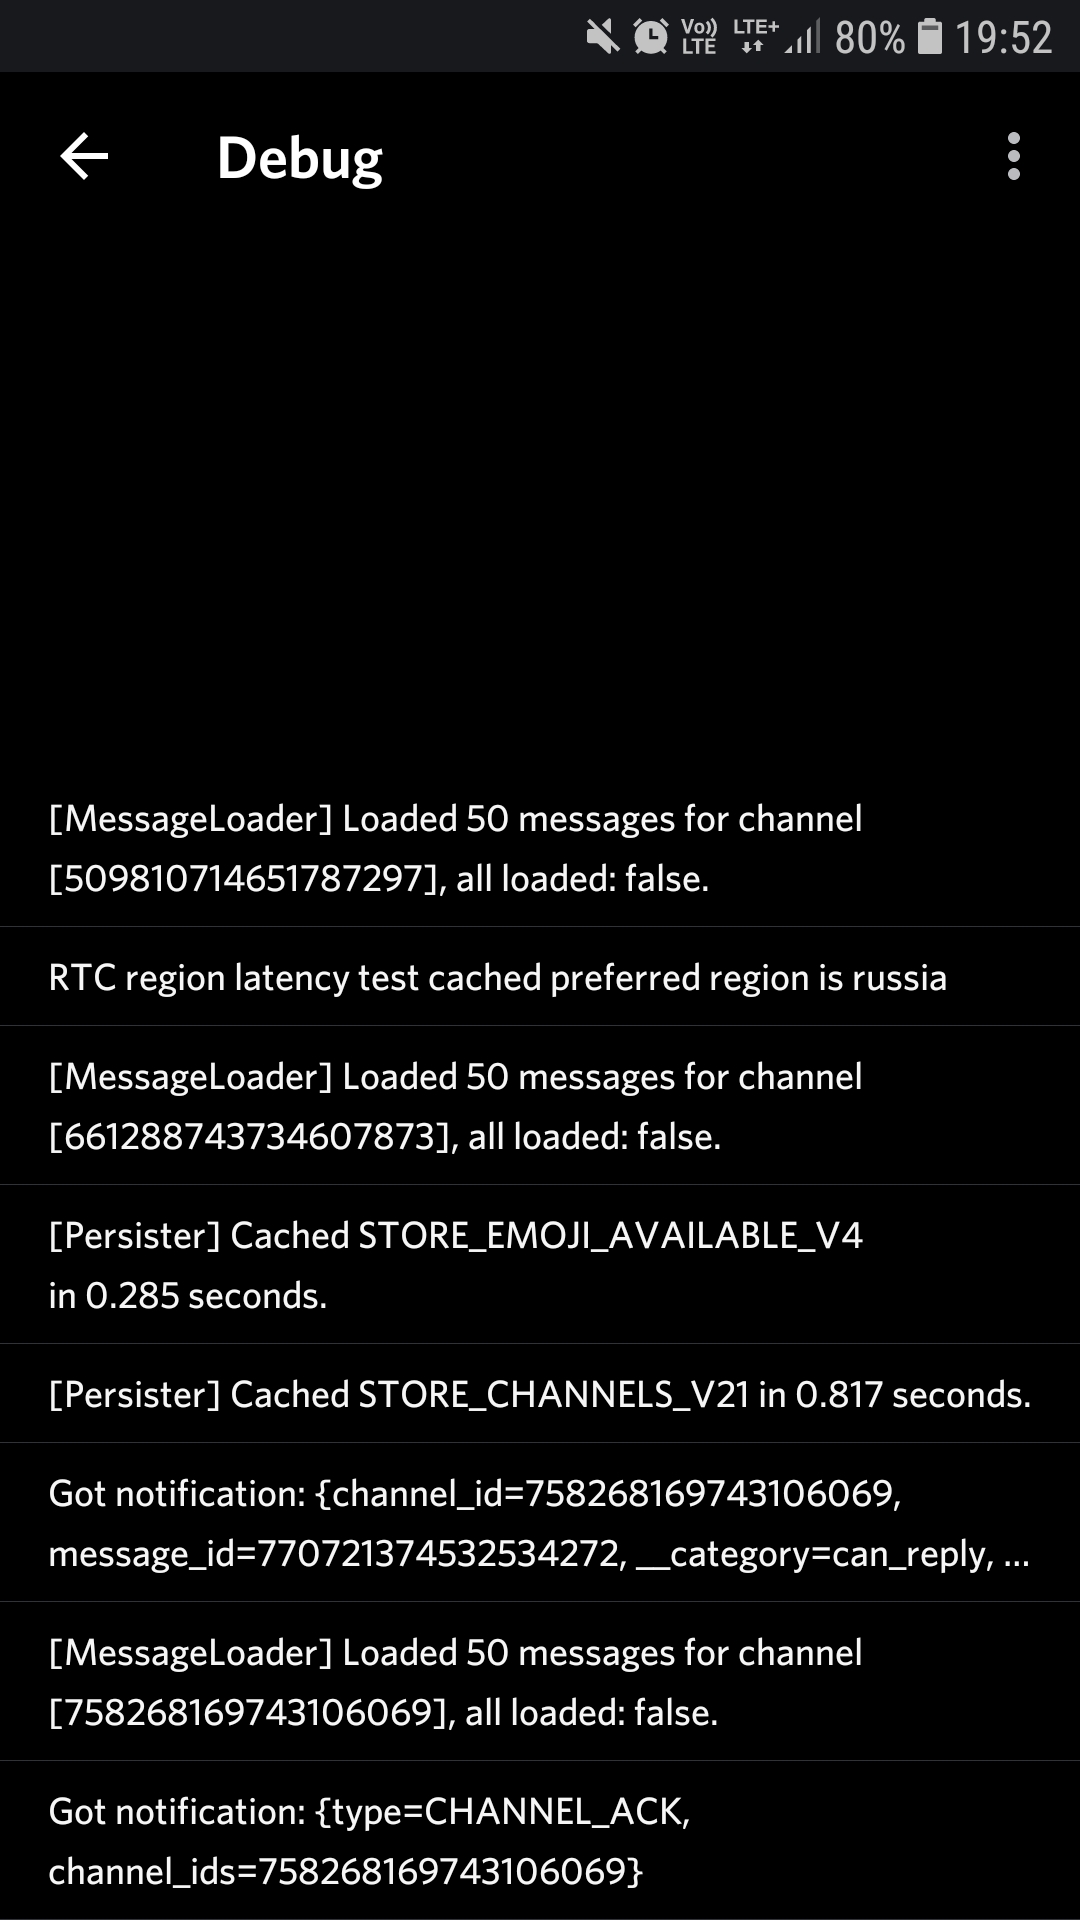 Vo)) LTE LTE+ 80% 19:52
Debug
[MessageLoader] Loaded 50 messages for channel
[509810714651787297], all loaded: false.
RTC region latency test cached preferred region is russia
[MessageLoader] Loaded 50 messages for channel
[661288743734607873], all loaded: false.
[Persister] Cached STORE_EMOJI_AVAILABLE_V4
in 0.285 seconds.
[Persister] Cached STORE_CHANNELS_V21 in 0.817 seconds.
Got notification: {channel_id=758268169743106069,
message_id=770721374532534272, __category=can_reply, ...
[MessageLoader] Loaded 50 messages for channel
[758268169743106069], all loaded: false.
Got notification: {type=CHANNEL_ACK,
channel_ids=758268169743106069}